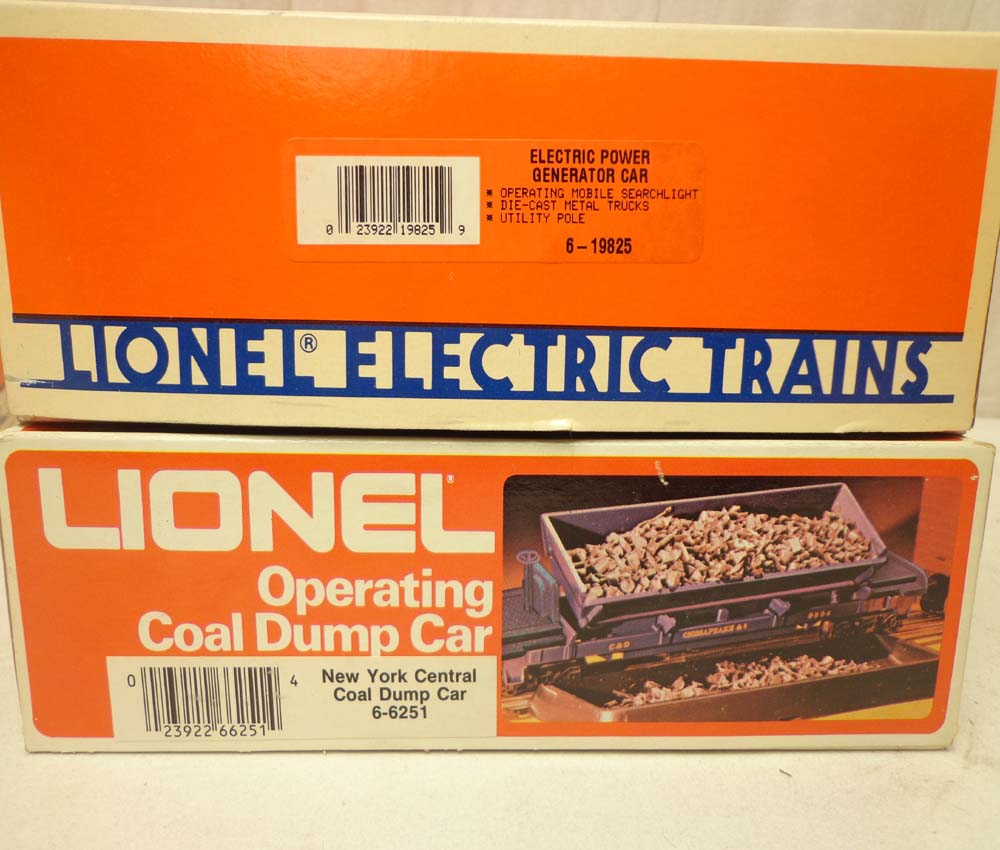 ELECTRIC POWER
GENERATOR CAR
* OPERATING MOBILE SEARCHLIGHT
* DIE-CAST METAL TRUCKS
* UTILITY POLE
6-19825
0 23922 19825 9
LIONEL® ELECTRIC TRAINS
LIONEL®
Operating
Coal Dump Car
New York Central
Coal Dump Car
6-6251
0 23922 66251 4
C&O
CHESAPEAKE &